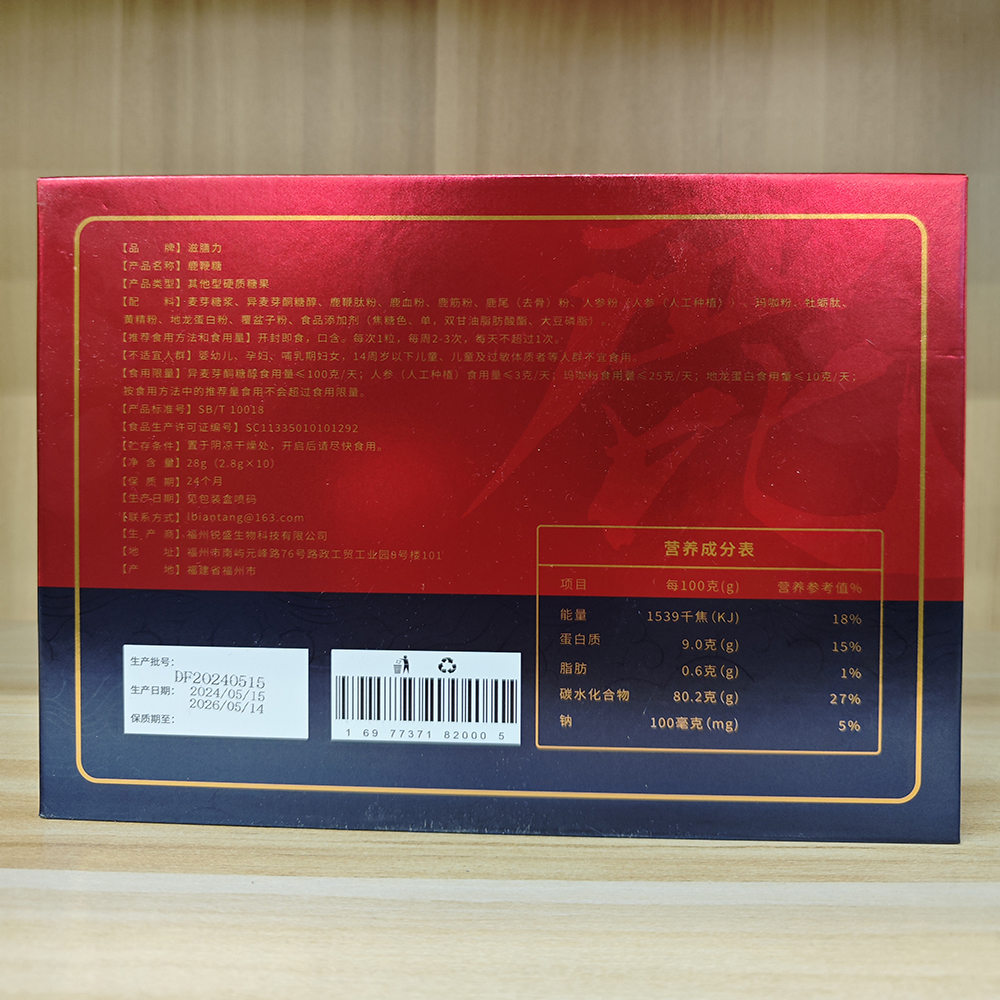 【品　牌】滋膳力
【产品名称】鹿鞭糖
【产品类型】其他型硬质糖果
【配　料】麦芽糖浆、异麦芽酮糖醇、鹿鞭肽粉、鹿血粉、鹿筋粉、鹿尾（去骨）粉、人参粉（人参（人工种植））、玛咖粉、牡蛎肽、
黄精粉、地龙蛋白粉、覆盆子粉、食品添加剂（焦糖色、单，双甘油脂肪酸酯、大豆磷脂）。
【推荐食用方法和食用量】开封即食，口含。每次1粒，每周2-3次，每天不超过1次。
【不适宜人群】婴幼儿、孕妇、哺乳期妇女，14周岁以下儿童、儿童及过敏体质者等人群不宜食用。
【食用限量】异麦芽酮糖醇食用量≤100克/天；人参（人工种植）食用量≤3克/天；玛咖粉食用量≤25克/天；地龙蛋白食用量≤10克/天；
按食用方法中的推荐量食用不会超过食用限量。
【产品标准号】SB/T 10018
【食品生产许可证编号】SC11335010101292
【贮存条件】置于阴凉干燥处，开启后请尽快食用。
【净 含 量】28g（2.8g×10）
【保 质 期】24个月
【生产日期】见包装盒喷码
【联系方式】lbiantang@163.com
【生 产 商】福州锐盛生物科技有限公司
【地　址】福州市南屿元峰路76号路政工贸工业园8号楼101
【产　地】福建省福州市
营养成分表
项目 每100克(g) 营养参考值%
能量 1539千焦(KJ) 18%
蛋白质 9.0克(g) 15%
脂肪 0.6克(g) 1%
碳水化合物 80.2克(g) 27%
钠 100毫克(mg) 5%
生产批号：
DF20240515
生产日期： 2024/05/15
2026/05/14
保质期至：
1 69 77371 82000 5